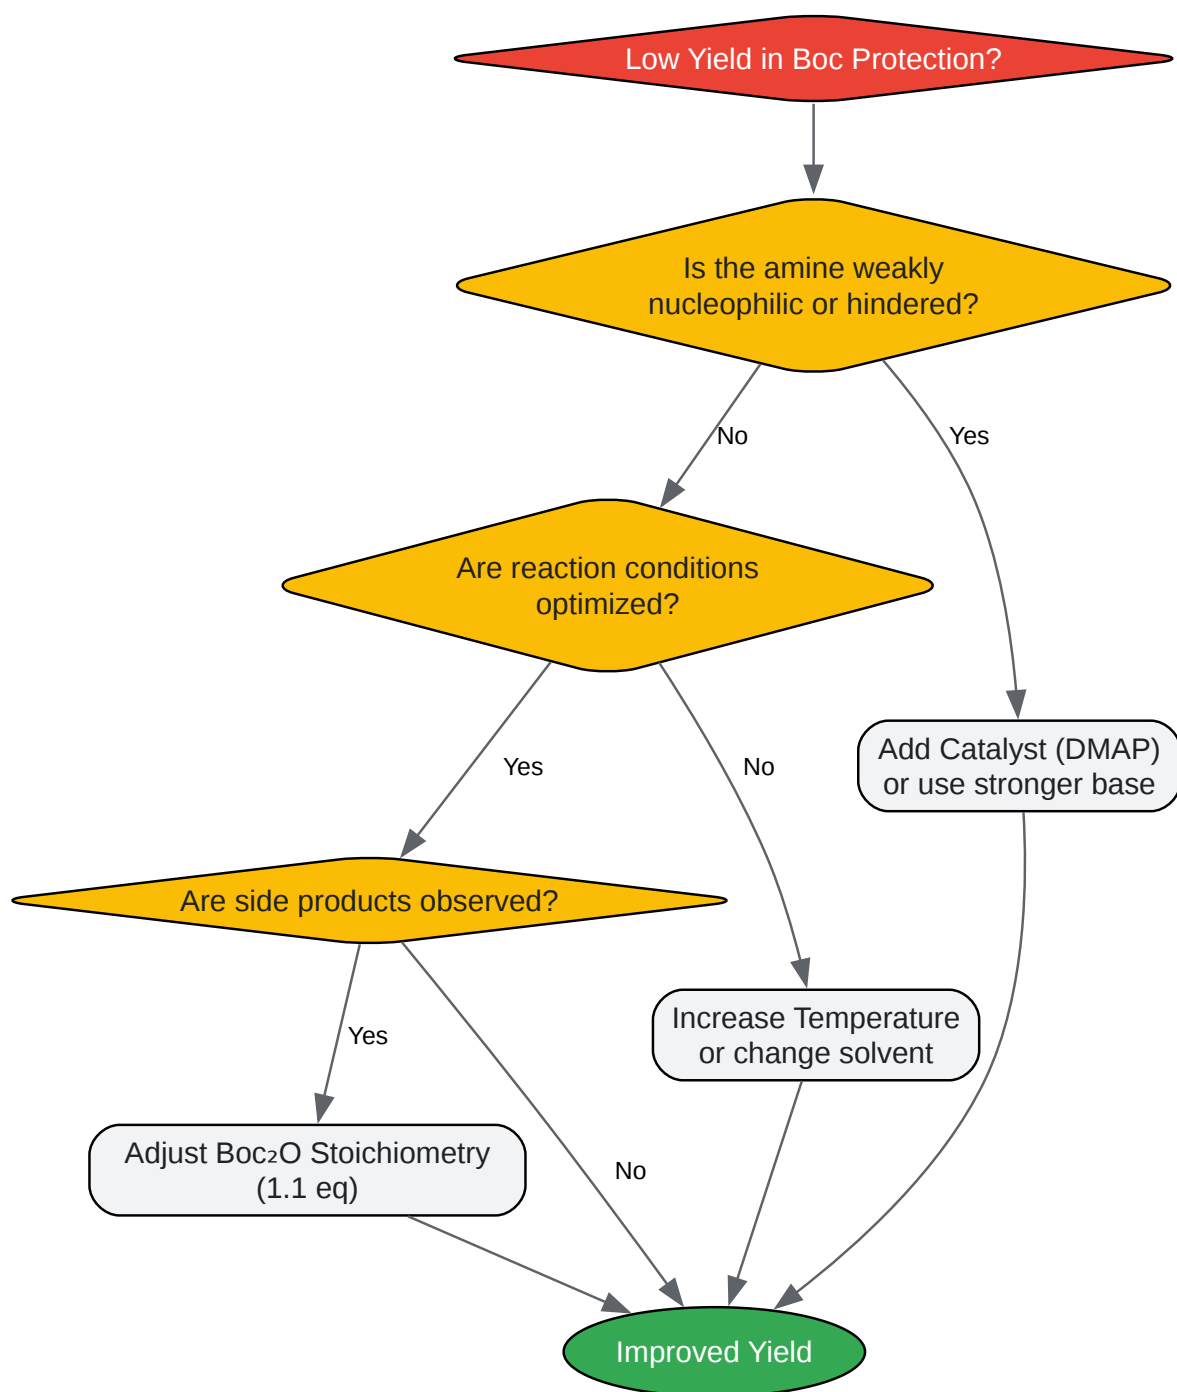 Low Yield in Boc Protection?
Is the amine weakly
nucleophilic or hindered?
No
Yes
Are reaction conditions
optimized?
Yes
No
Add Catalyst (DMAP)
or use stronger base
Are side products observed?
Yes
Increase Temperature
or change solvent
Adjust Boc₂O Stoichiometry
(1.1 eq)
No
Improved Yield